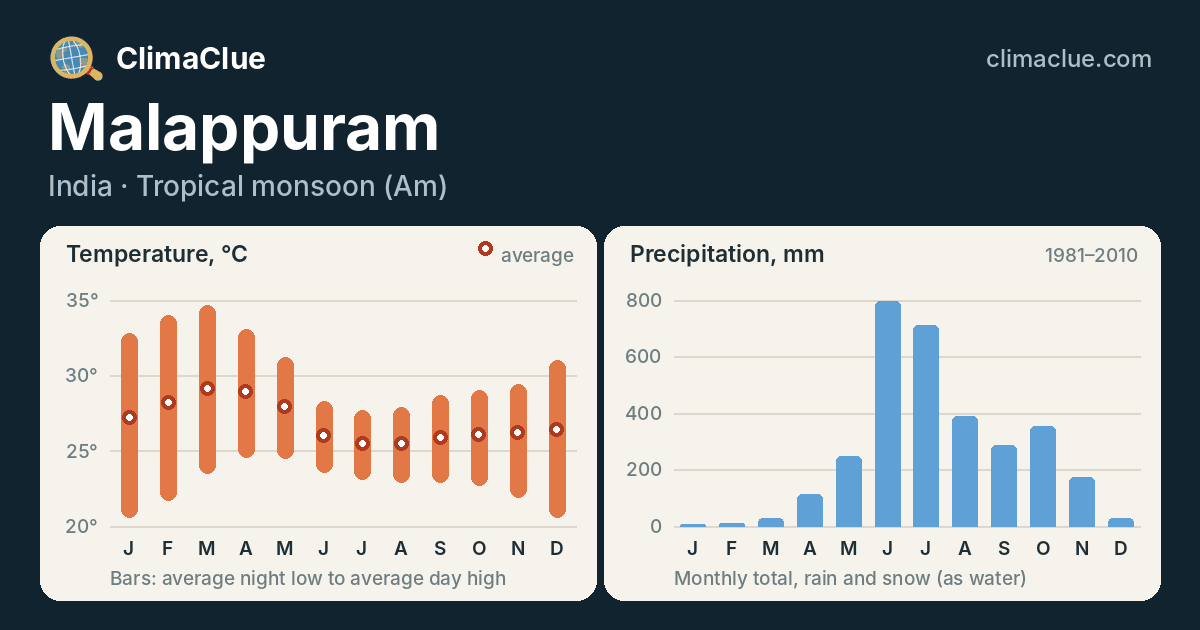 ClimaClue
climaclue.com
Malappuram
India · Tropical monsoon (Am)
Temperature, °C
average
35°
30°
25°
20°
J F M A M J J A S O N D
Bars: average night low to average day high
Precipitation, mm
1981–2010
800
600
400
200
0
J F M A M J J A S O N D
Monthly total, rain and snow (as water)